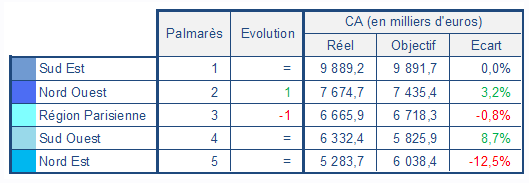 Palmarès Evolution CA (en milliers d'euros)
Réel Objectif Ecart
Sud Est 1 = 9 889,2 9 891,7 0,0%
Nord Ouest 2 1 7 674,7 7 435,4 3,2%
Région Parisienne 3 -1 6 665,9 6 718,3 -0,8%
Sud Ouest 4 = 6 332,4 5 825,9 8,7%
Nord Est 5 = 5 283,7 6 038,4 -12,5%